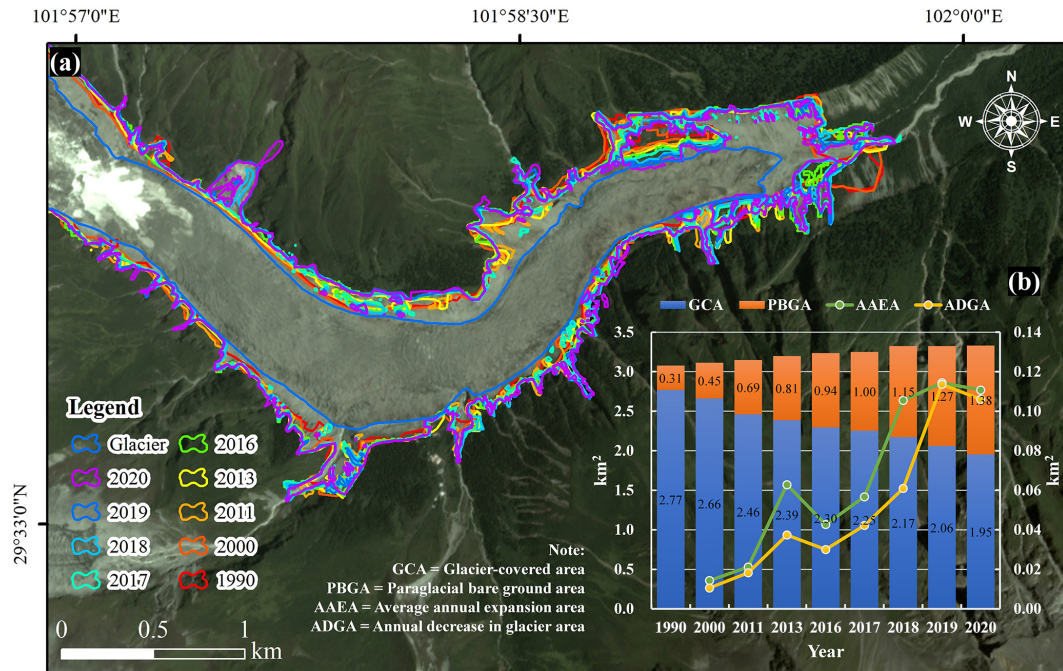 101°57'0"E 101°58'30"E 102°0'0"E
(a)
N
W E
S
29°33'0"N
Legend
Glacier 2016
2020 2013
2019 2011
2018 2000
2017 1990
0 0.5 1
km
Note:
GCA = Glacier-covered area
PBGA = Paraglacial bare ground area
AAEA = Average annual expansion area
ADGA = Annual decrease in glacier area
(b)
GCA PBGA AAEA ADGA
3.5 0.14
3.0 0.12
2.5 0.10
2.0 0.08
1.5 0.06
1.0 0.04
0.5 0.02
0.0 0.00
km²
km²
0.31 0.45 0.69 0.81 0.94 1.00 1.15 1.27 1.38
2.77 2.66 2.46 2.39 2.30 2.25 2.17 2.06 1.95
1990 2000 2011 2013 2016 2017 2018 2019 2020
Year